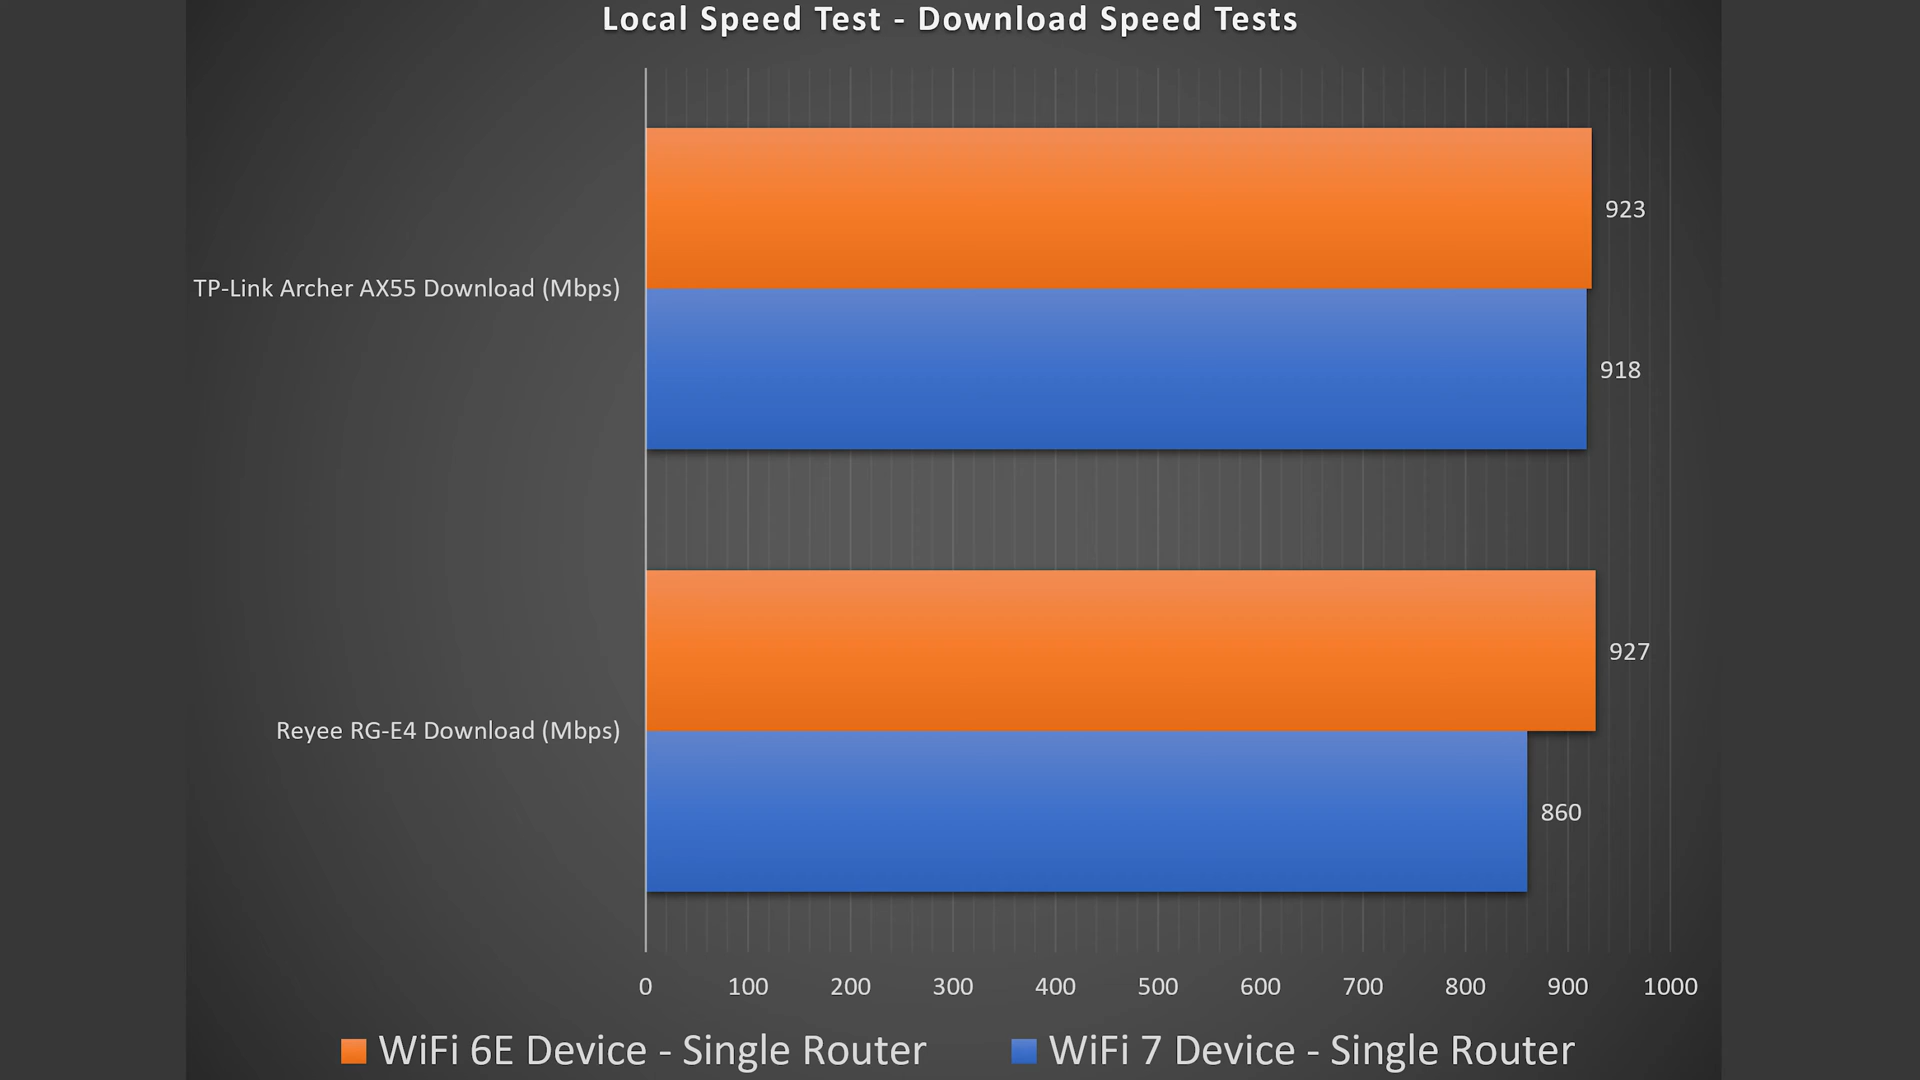 Local Speed Test - Download Speed Tests
923
TP-Link Archer AX55 Download (Mbps)
918
927
Reyee RG-E4 Download (Mbps)
860
0 100 200 300 400 500 600 700 800 900 1000
WiFi 6E Device - Single Router WiFi 7 Device - Single Router